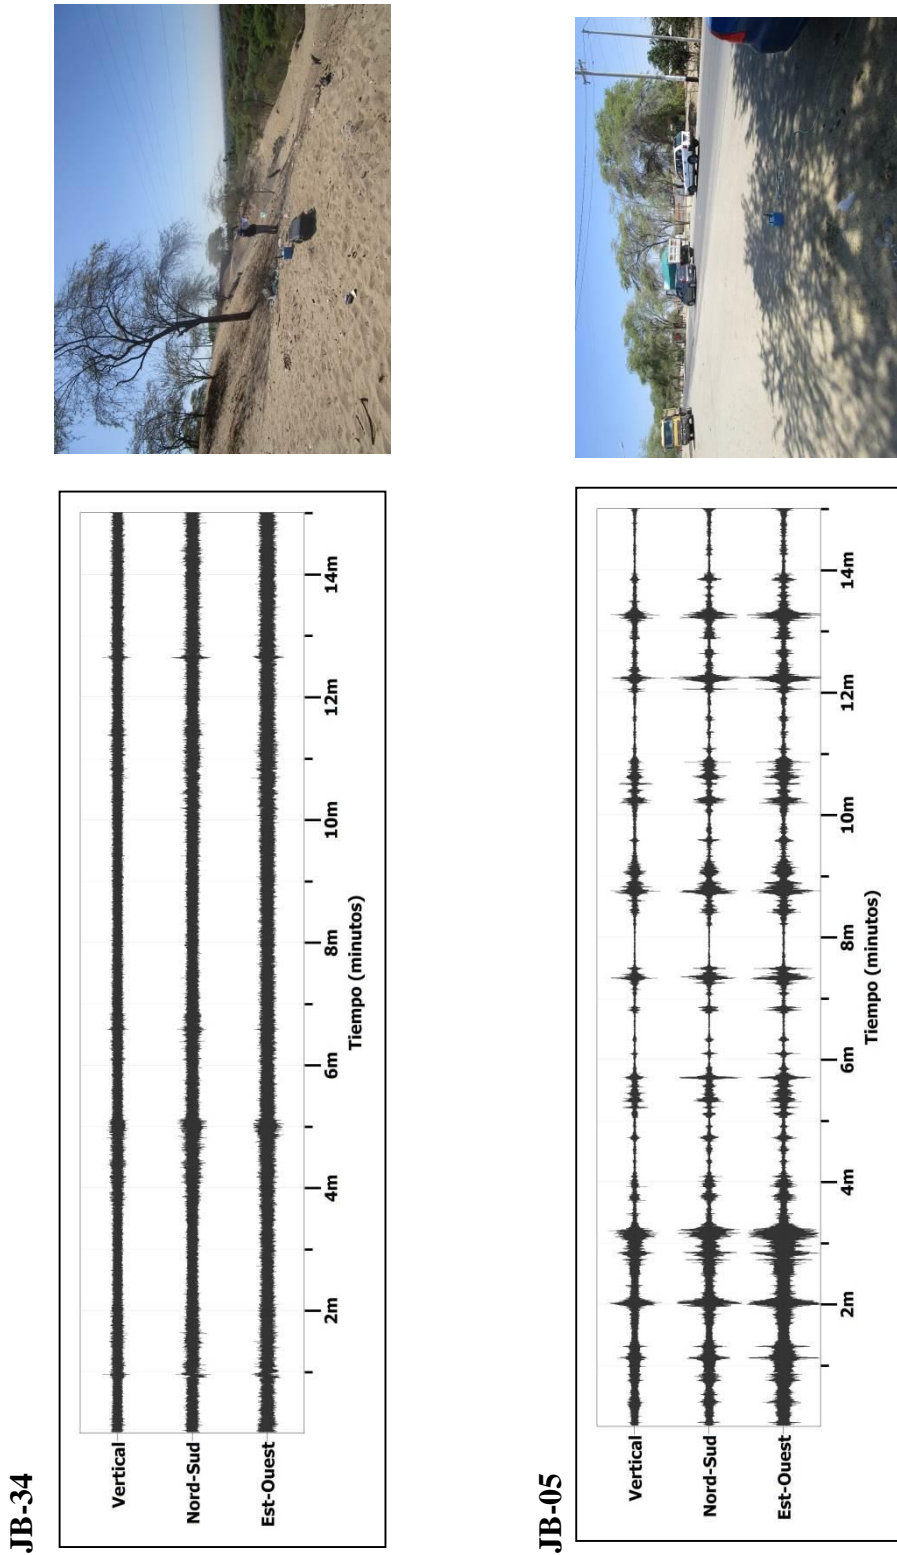 JB-34
Vertical
Nord-Sud
Est-Ouest
2m
4m
6m
8m
10m
12m
14m
Tiempo (minutos)
JB-05
Vertical
Nord-Sud
Est-Ouest
2m
4m
6m
8m
10m
12m
14m
Tiempo (minutos)